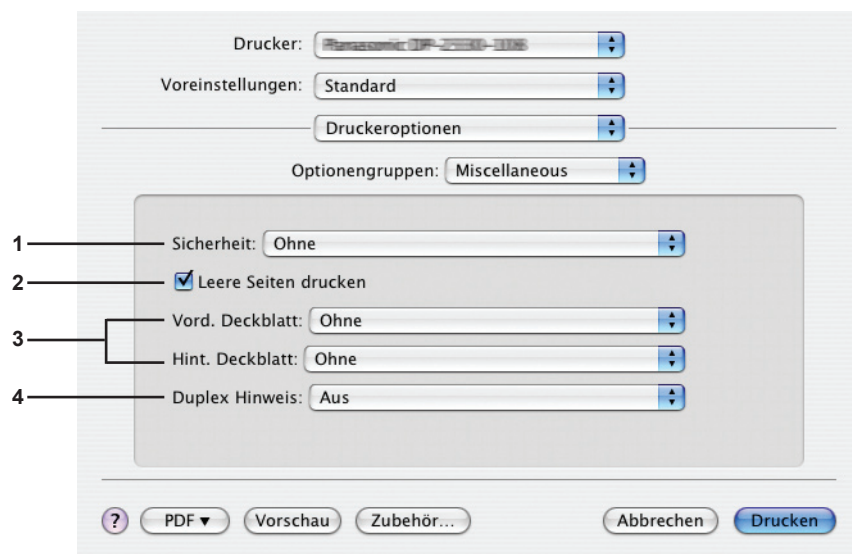 Drucker:
Voreinstellungen: Standard
Druckeroptionen
Optionengruppen: Miscellaneous
1 Sicherheit: Ohne
2 Leere Seiten drucken
3 Vord. Deckblatt: Ohne
Hint. Deckblatt: Ohne
4 Duplex Hinweis: Aus
? PDF ▼ Vorschau Zubehör... Abbrechen Drucken